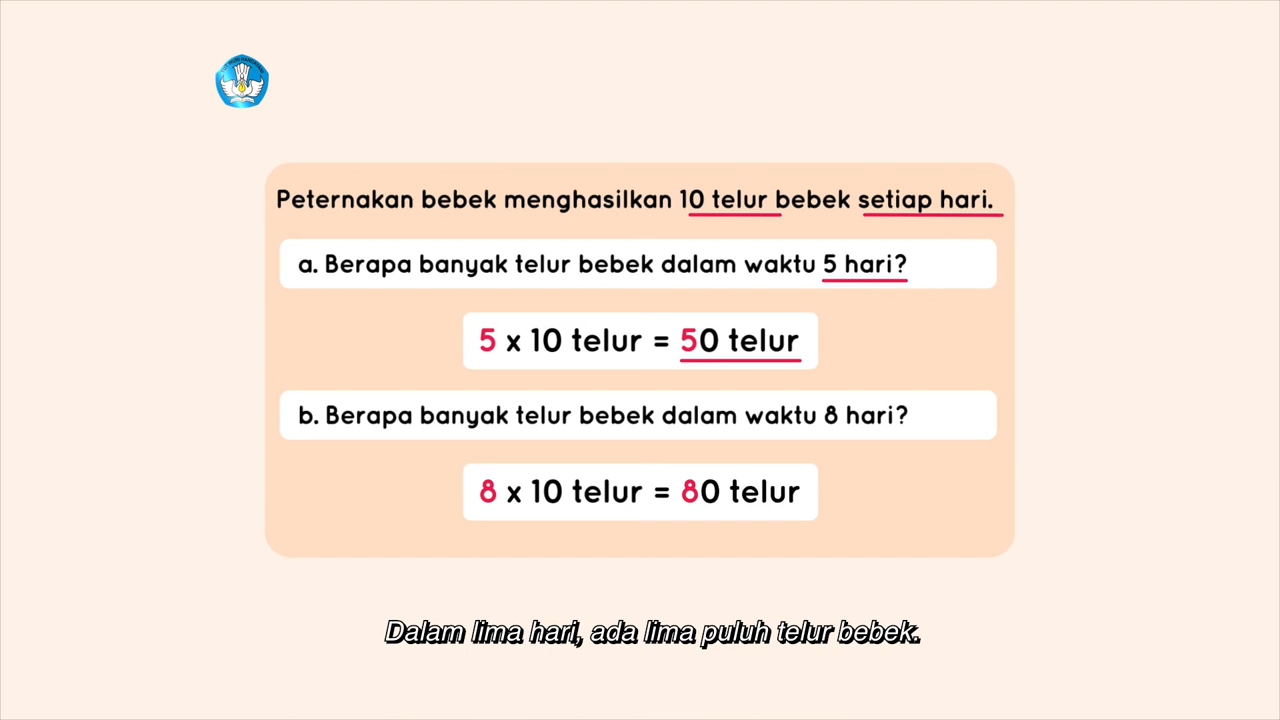 Peternakan bebek menghasilkan 10 telur bebek setiap hari.
a. Berapa banyak telur bebek dalam waktu 5 hari?
5 x 10 telur = 50 telur
b. Berapa banyak telur bebek dalam waktu 8 hari?
8 x 10 telur = 80 telur
Dalam lima hari, ada lima puluh telur bebek.